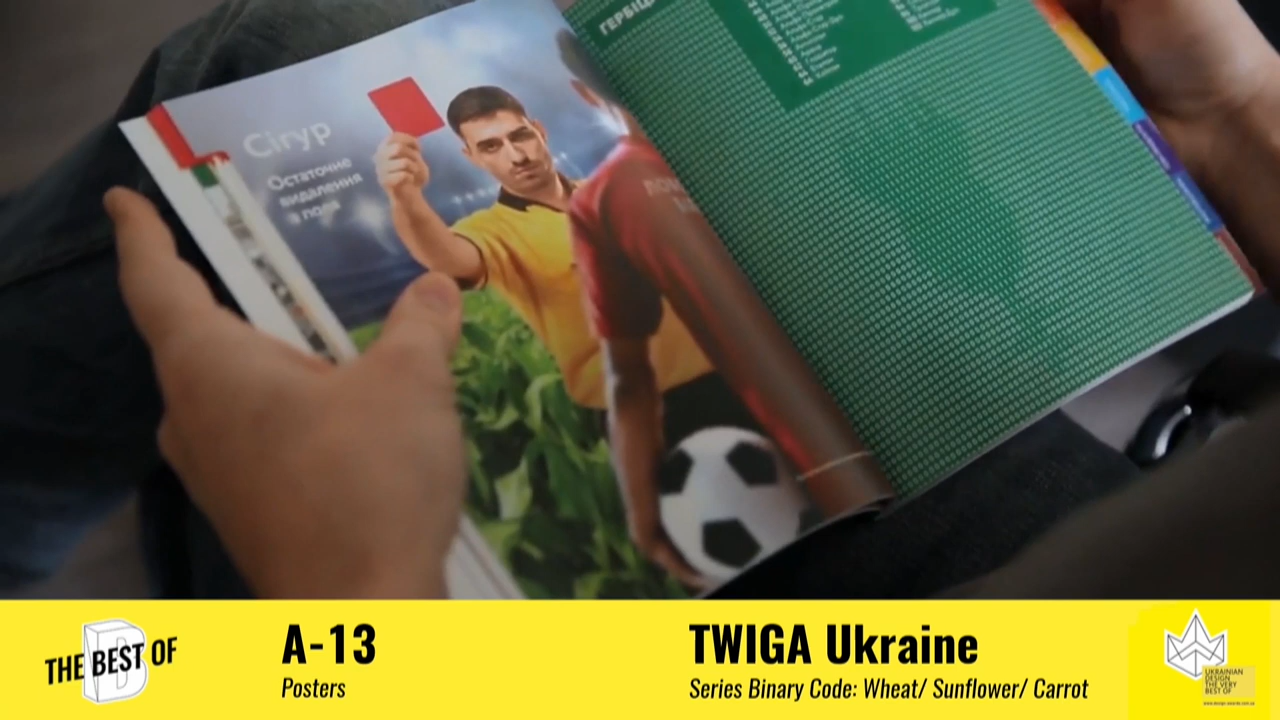 Сігур
Остаточне
видалення
з поля
THE BEST OF
A-13
Posters
TWIGA Ukraine
Series Binary Code: Wheat/ Sunflower/ Carrot
UKRAINIAN
DESIGN
THE VERY
BEST OF